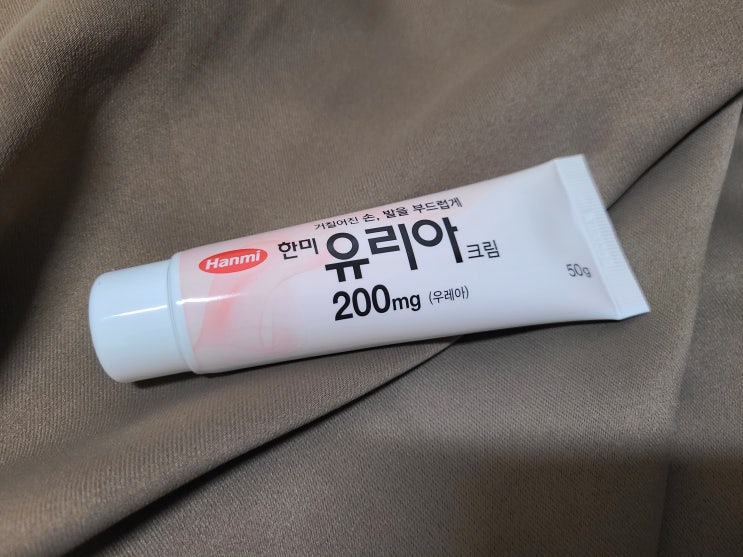 거칠어진 손, 발을 부드럽게
Hanmi 한미 유리아 크림
200mg (우레아)
50g